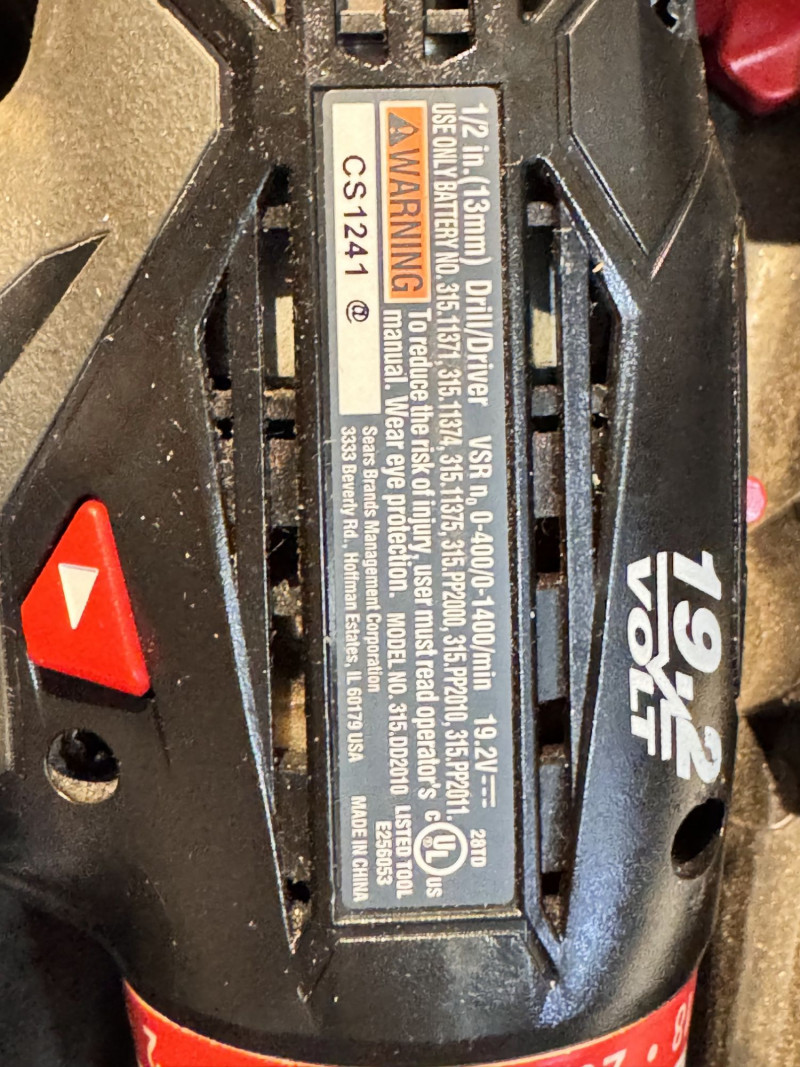 1/2 in.(13mm) Drill/Driver VSR n₀ 0-400/0-1400/min 19.2V⎓
USE ONLY BATTERY NO. 315.11371, 315.11374, 315.11375, 315.PP2000, 315.PP2010, 315.PP2011.
⚠WARNING To reduce the risk of injury, user must read operator's
manual. Wear eye protection. MODEL NO. 315.DD2010
CS1241 @
Sears Brands Management Corporation
3333 Beverly Rd., Hoffman Estates, IL 60179 USA
MADE IN CHINA
28TD
C UL ® US
LISTED TOOL
E256053
19.2
VOLT